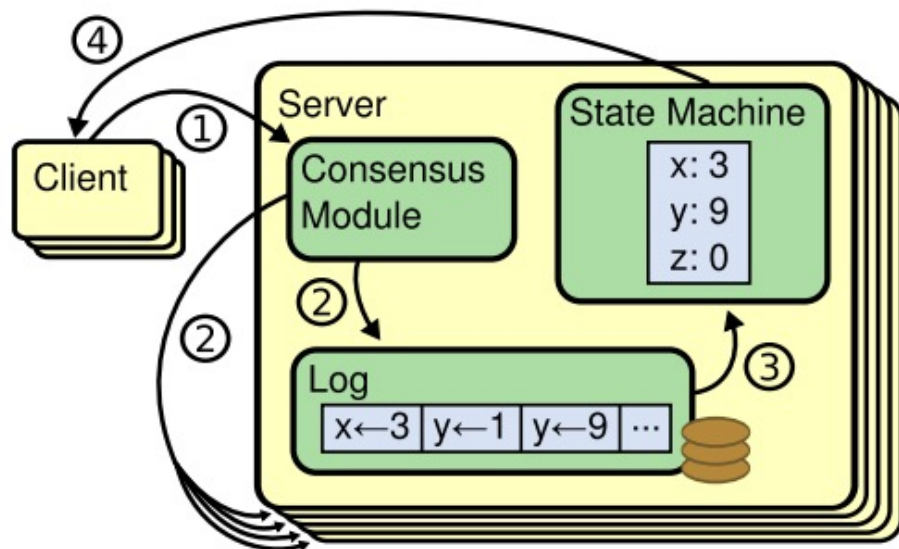 ④
Server
State Machine
①
Client
Consensus
Module
x: 3
y: 9
z: 0
②
②
③
Log
x←3 y←1 y←9 ···